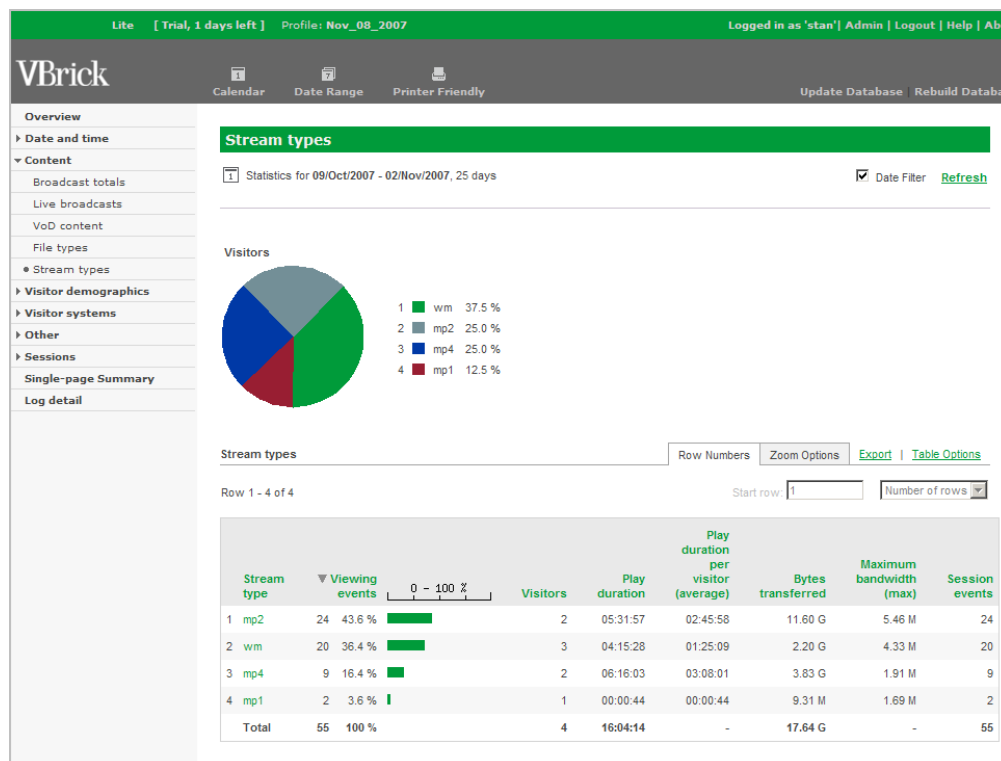 Lite [ Trial, 1 days left ] Profile: Nov_08_2007 Logged in as 'stan'| Admin | Logout | Help | Ab
VBrick
1 7
Calendar Date Range Printer Friendly Update Database | Rebuild Databa
Overview
Date and time
Content
Broadcast totals
Live broadcasts
VoD content
File types
Stream types
Visitor demographics
Visitor systems
Other
Sessions
Single-page Summary
Log detail
Stream types
1 Statistics for 09/Oct/2007 - 02/Nov/2007, 25 days Date Filter Refresh
Visitors
1 wm 37.5 %
2 mp2 25.0 %
3 mp4 25.0 %
4 mp1 12.5 %
Stream types Row Numbers Zoom Options Export | Table Options
Row 1 - 4 of 4 Start row: 1 Number of rows
Stream type Viewing events 0 - 100 % Visitors Play duration Play duration per visitor (average) Bytes transferred Maximum bandwidth (max) Session events
1 mp2 24 43.6 % 2 05:31:57 02:45:58 11.60 G 5.46 M 24
2 wm 20 36.4 % 3 04:15:28 01:25:09 2.20 G 4.33 M 20
3 mp4 9 16.4 % 2 06:16:03 03:08:01 3.83 G 1.91 M 9
4 mp1 2 3.6 % 1 00:00:44 00:00:44 9.31 M 1.69 M 2
Total 55 100 % 4 16:04:14 - 17.64 G - 55